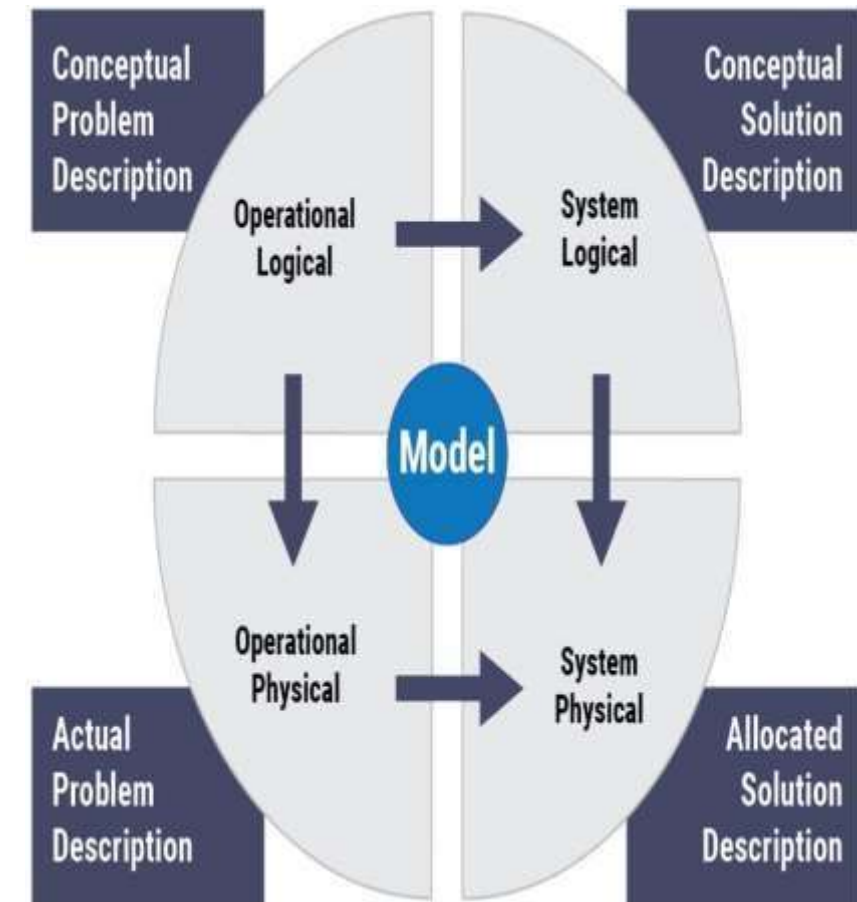 Conceptual
Problem
Description
Conceptual
Solution
Description
Operational
Logical
System
Logical
Model
Operational
Physical
System
Physical
Actual
Problem
Description
Allocated
Solution
Description